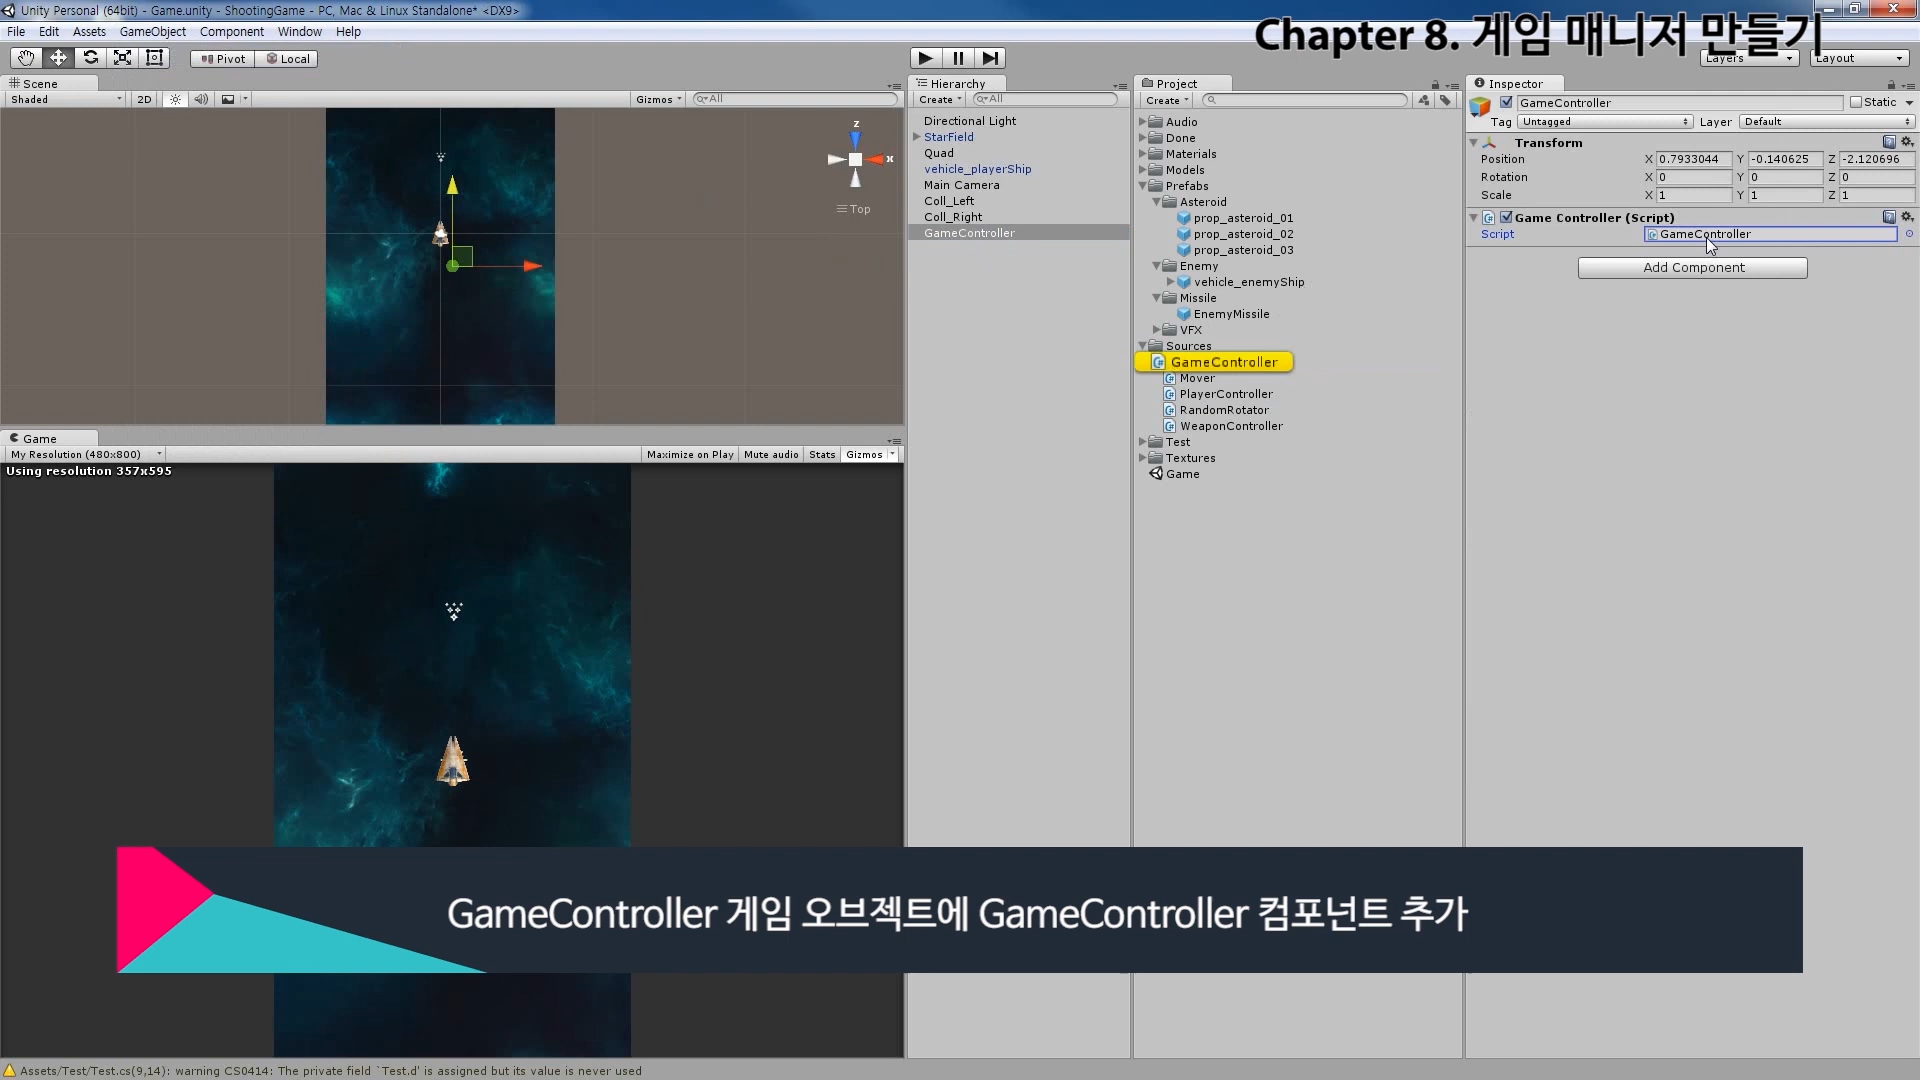 Unity Personal (64bit) - Game.unity - ShootingGame - PC, Mac & Linux Standalone* <DX9>
Chapter 8. 게임 매니저 만들기
File Edit Assets GameObject Component Window Help
Pivot Local
Layers Layout
Scene
Shaded 2D Gizmos All
z
x
Top
Game
My Resolution (480x800) Maximize on Play Mute audio Stats Gizmos
Using resolution 357x595
Hierarchy
Create All
Directional Light
StarField
Quad
vehicle_playerShip
Main Camera
Coll_Left
Coll_Right
GameController
Project
Create
Audio
Done
Materials
Models
Prefabs
Asteroid
prop_asteroid_01
prop_asteroid_02
prop_asteroid_03
Enemy
vehicle_enemyShip
Missile
EnemyMissile
VFX
Sources
GameController
Mover
PlayerController
RandomRotator
WeaponController
Test
Textures
Game
Inspector
GameController Static
Tag Untagged Layer Default
Transform
Position X 0.7933044 Y -0.140625 Z -2.120696
Rotation X 0 Y 0 Z 0
Scale X 1 Y 1 Z 1
Game Controller (Script)
Script GameController
Add Component
GameController 게임 오브젝트에 GameController 컴포넌트 추가
Assets/Test/Test.cs(9,14): warning CS0414: The private field `Test.d' is assigned but its value is never used